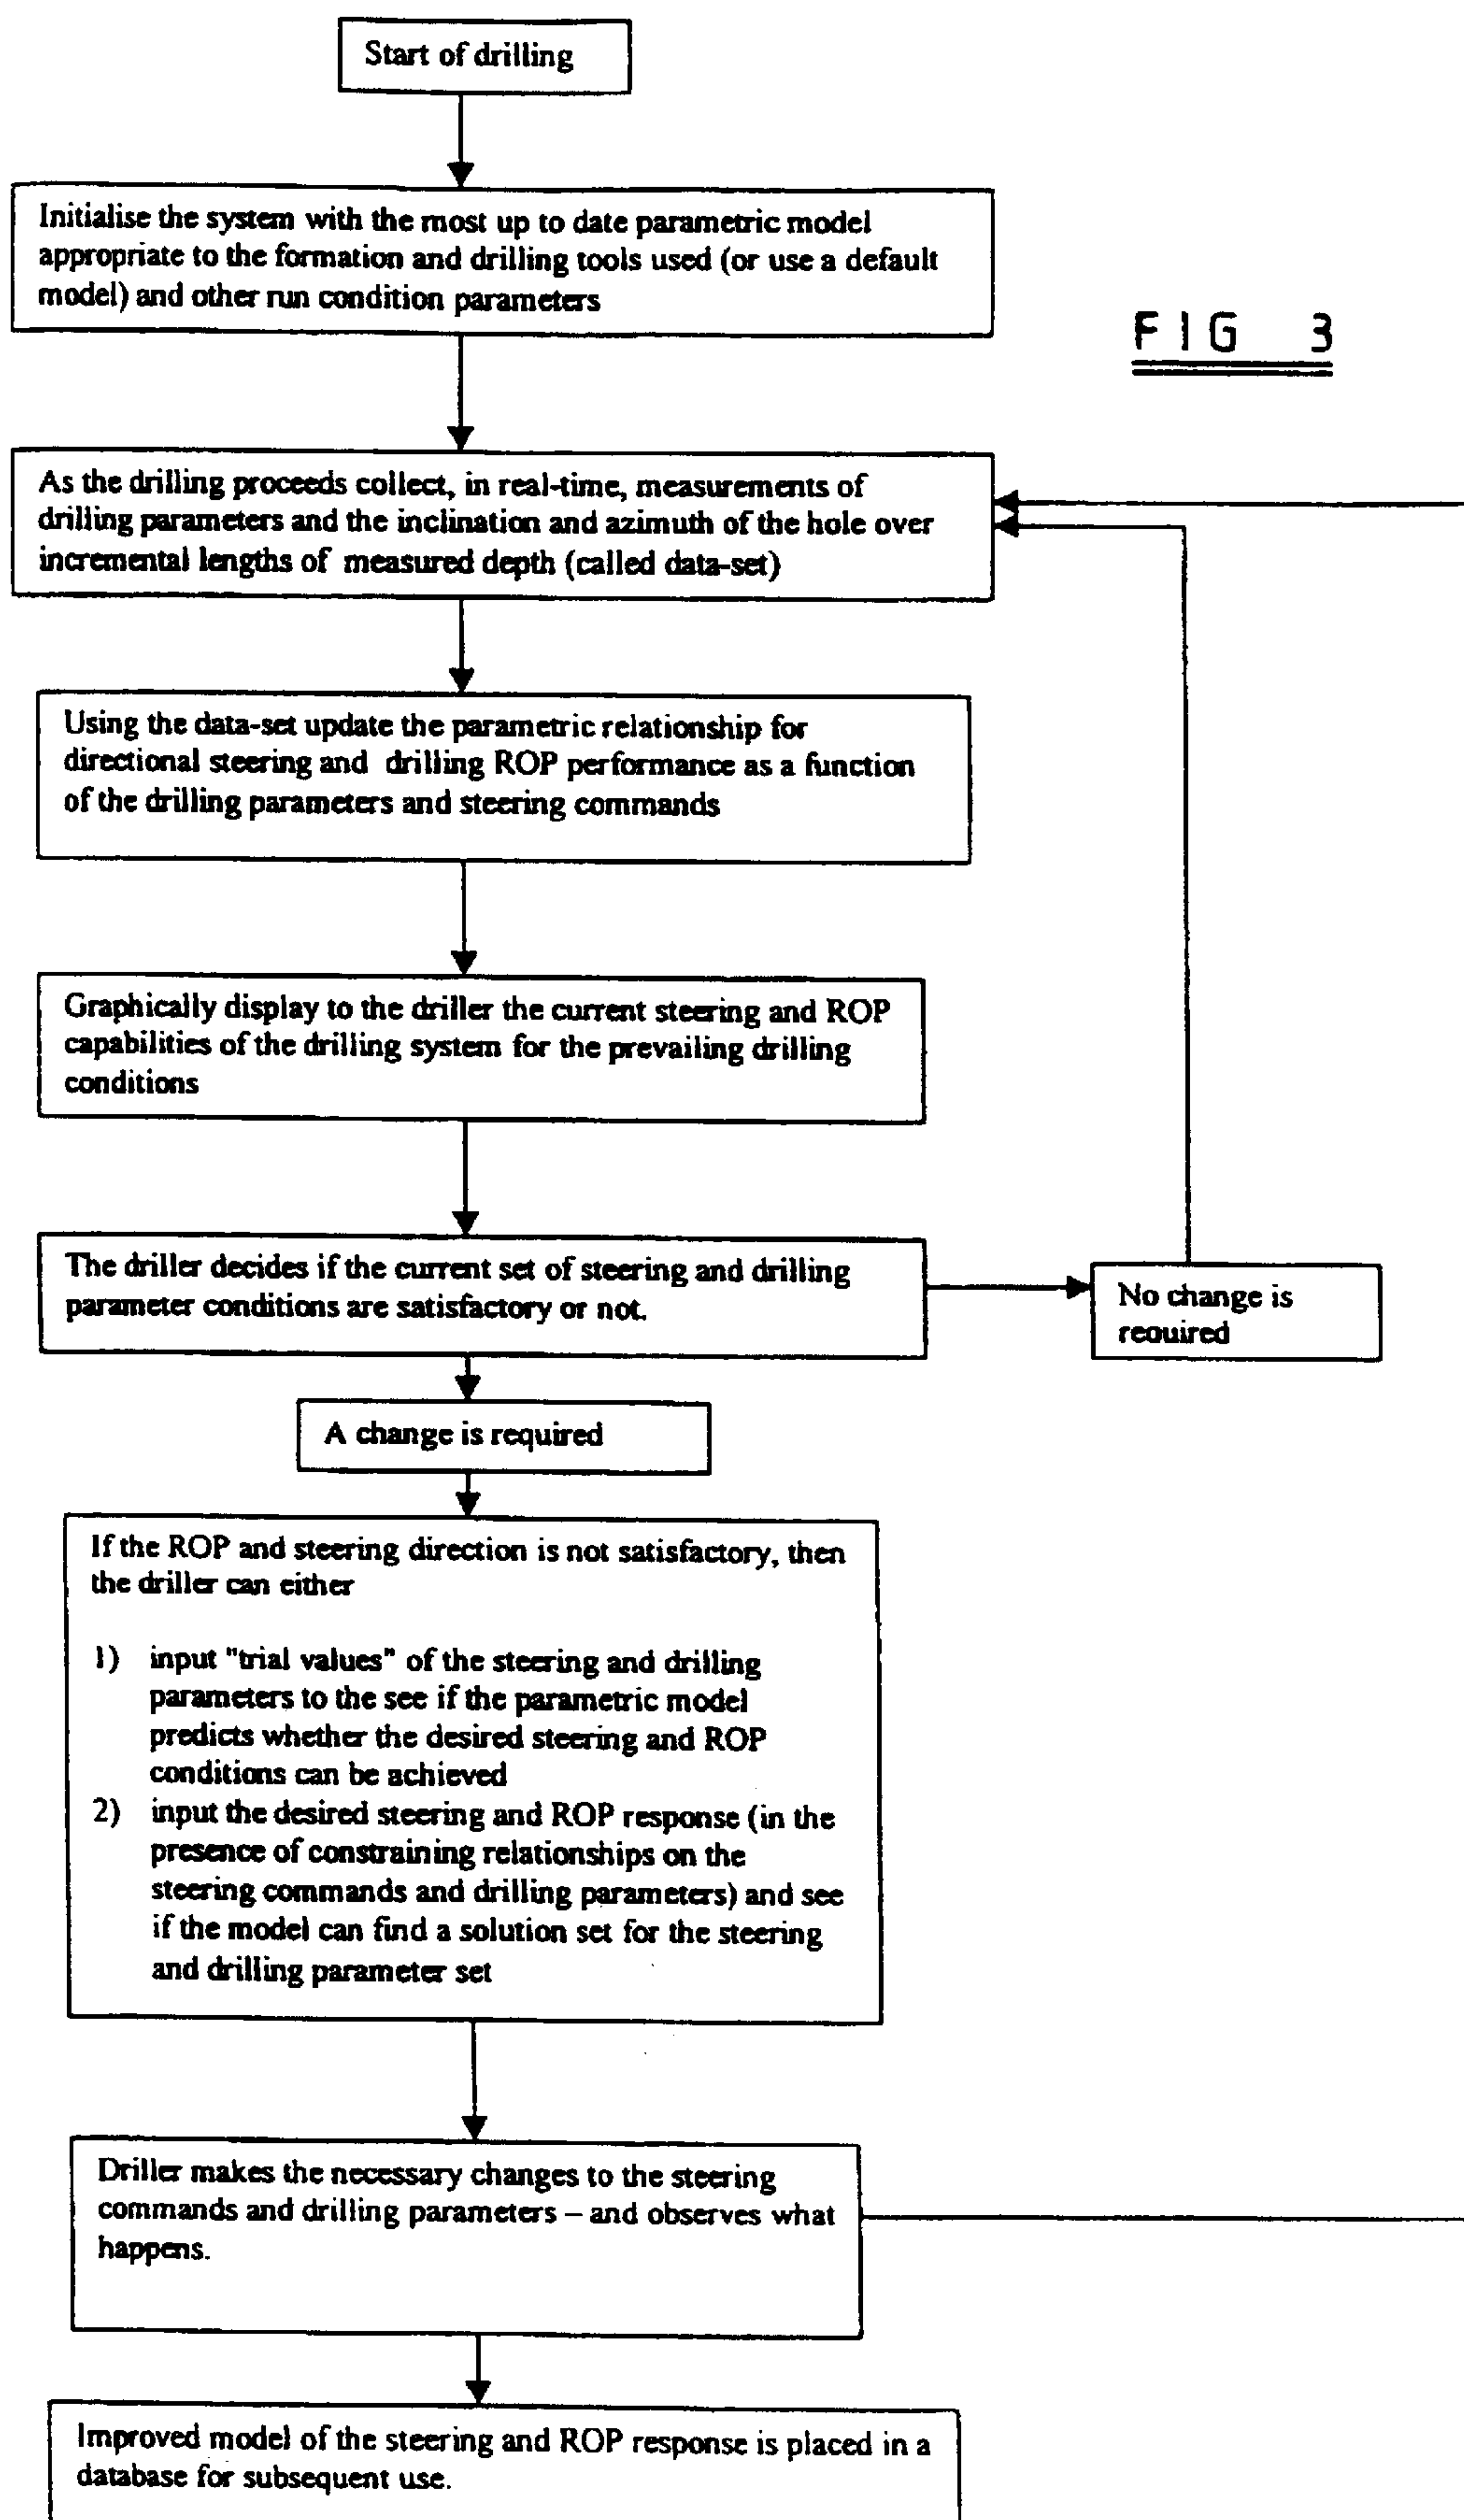 Start of drilling
Initialise the system with the most up to date parametric model
appropriate to the formation and drilling tools used (or use a default
model) and other run condition parameters
FIG 3
As the drilling proceeds collect, in real-time, measurements of
drilling parameters and the inclination and azimuth of the hole over
incremental lengths of measured depth (called data-set)
Using the data-set update the parametric relationship for
directional steering and drilling ROP performance as a function
of the drilling parameters and steering commands
Graphically display to the driller the current steering and ROP
capabilities of the drilling system for the prevailing drilling
conditions
The driller decides if the current set of steering and drilling
parameter conditions are satisfactory or not.
No change is
required
A change is required
If the ROP and steering direction is not satisfactory, then
the driller can either
1) input "trial values" of the steering and drilling
parameters to the see if the parametric model
predicts whether the desired steering and ROP
conditions can be achieved
2) input the desired steering and ROP response (in the
presence of constraining relationships on the
steering commands and drilling parameters) and see
if the model can find a solution set for the steering
and drilling parameter set
Driller makes the necessary changes to the steering
commands and drilling parameters – and observes what
happens.
Improved model of the steering and ROP response is placed in a
database for subsequent use.